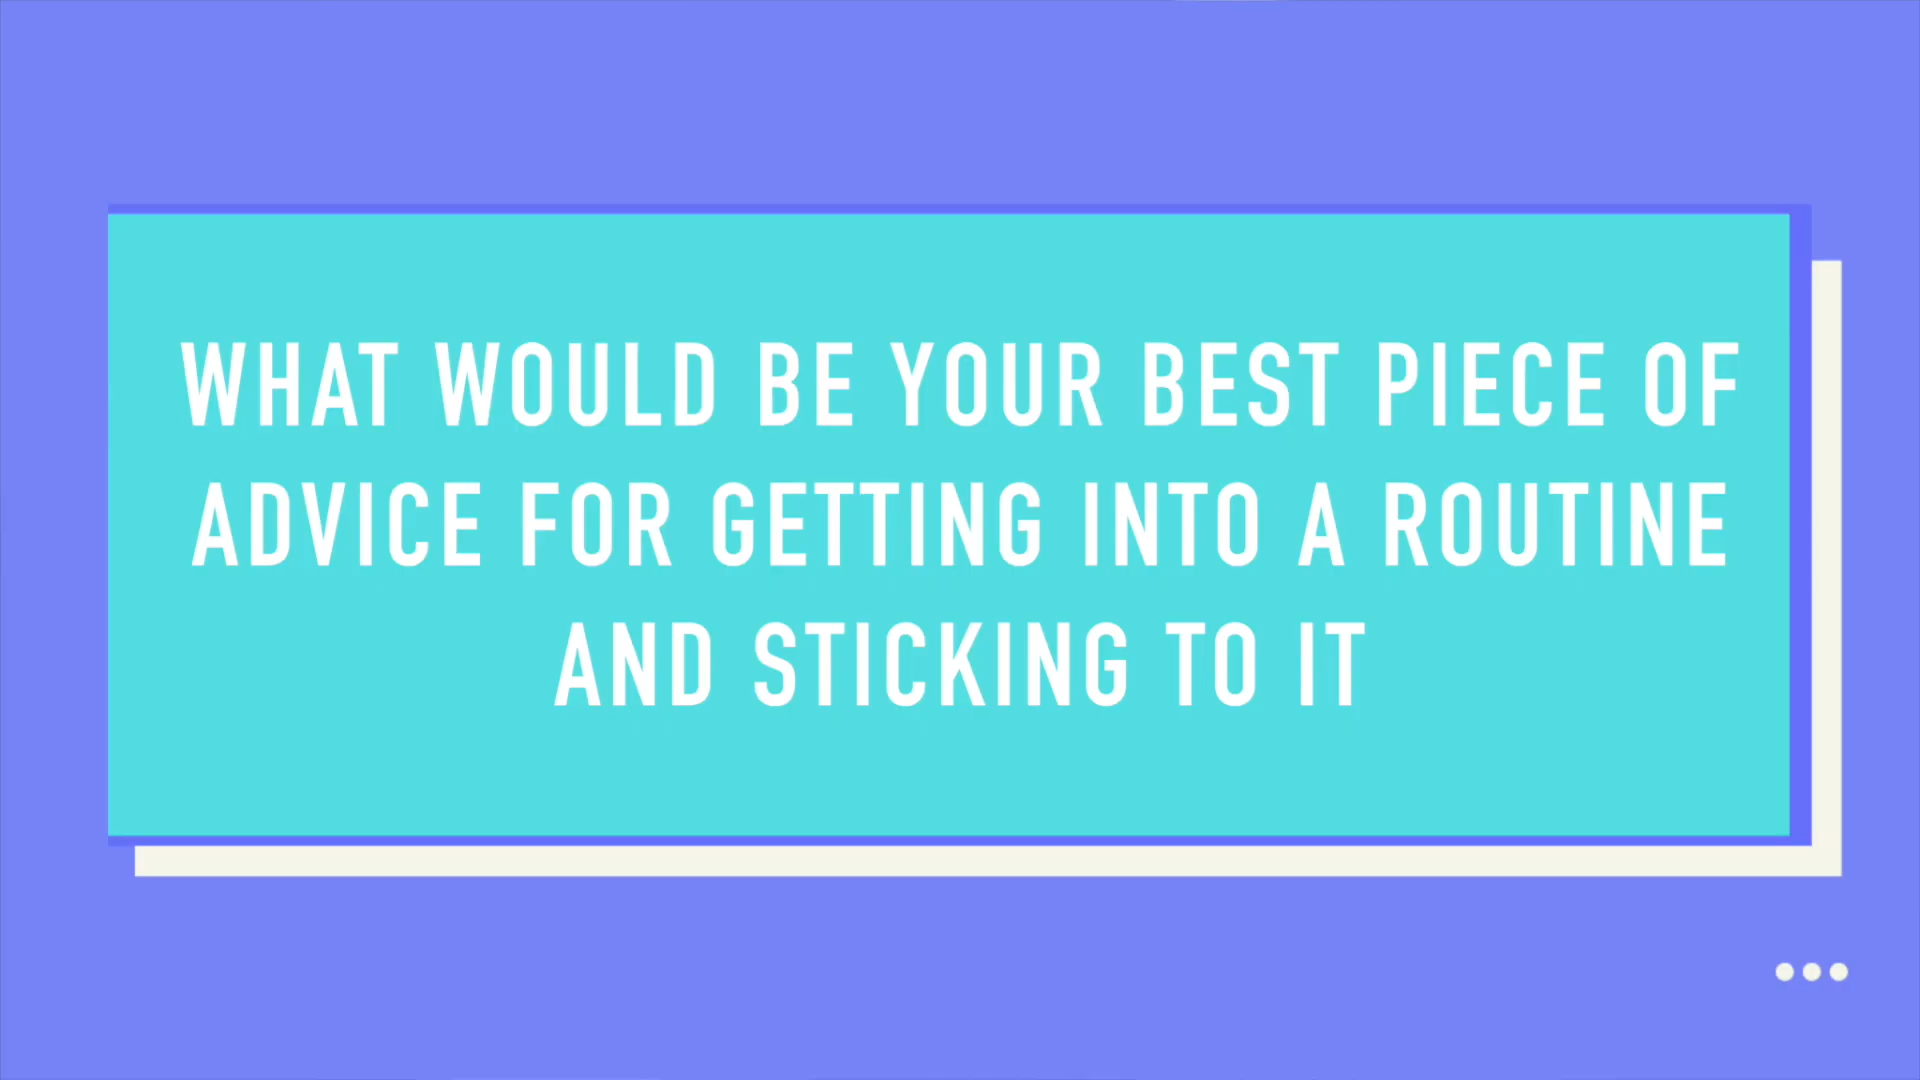 WHAT WOULD BE YOUR BEST PIECE OF
ADVICE FOR GETTING INTO A ROUTINE
AND STICKING TO IT